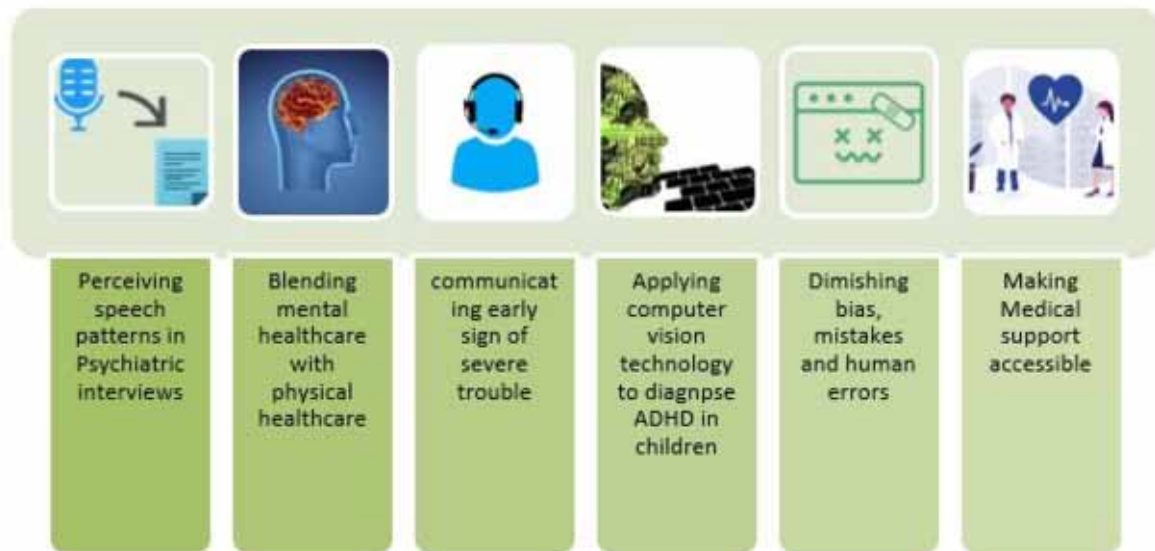 Perceiving
speech
patterns in
Psychiatric
interviews
Blending
mental
healthcare
with
physical
healthcare
communicat
ing early
sign of
severe
trouble
Applying
computer
vision
technology
to diagnpse
ADHD in
children
Dimishing
bias,
mistakes
and human
errors
Making
Medical
support
accessible